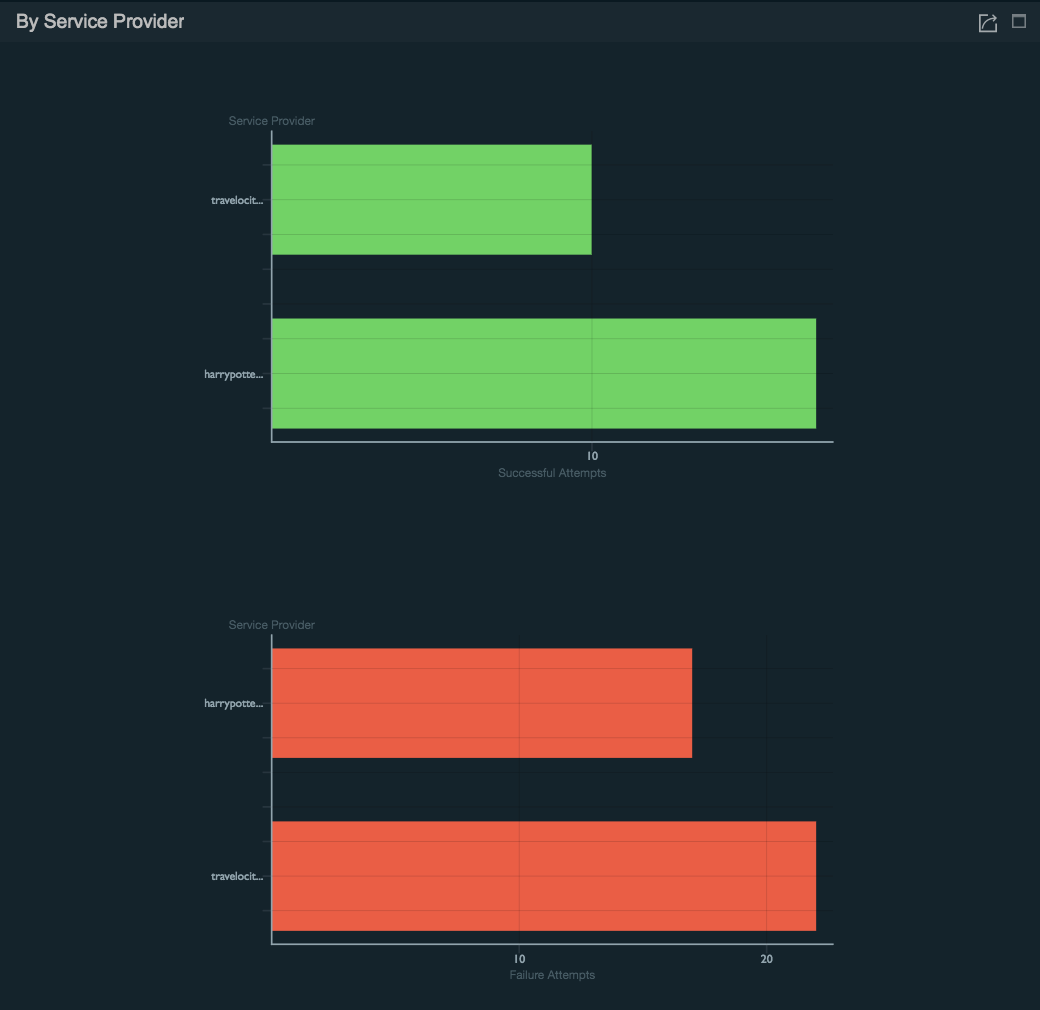 By Service Provider
Service Provider
travelocit...
harrypotte...
10
Successful Attempts
Service Provider
harrypotte...
travelocit...
10 20
Failure Attempts